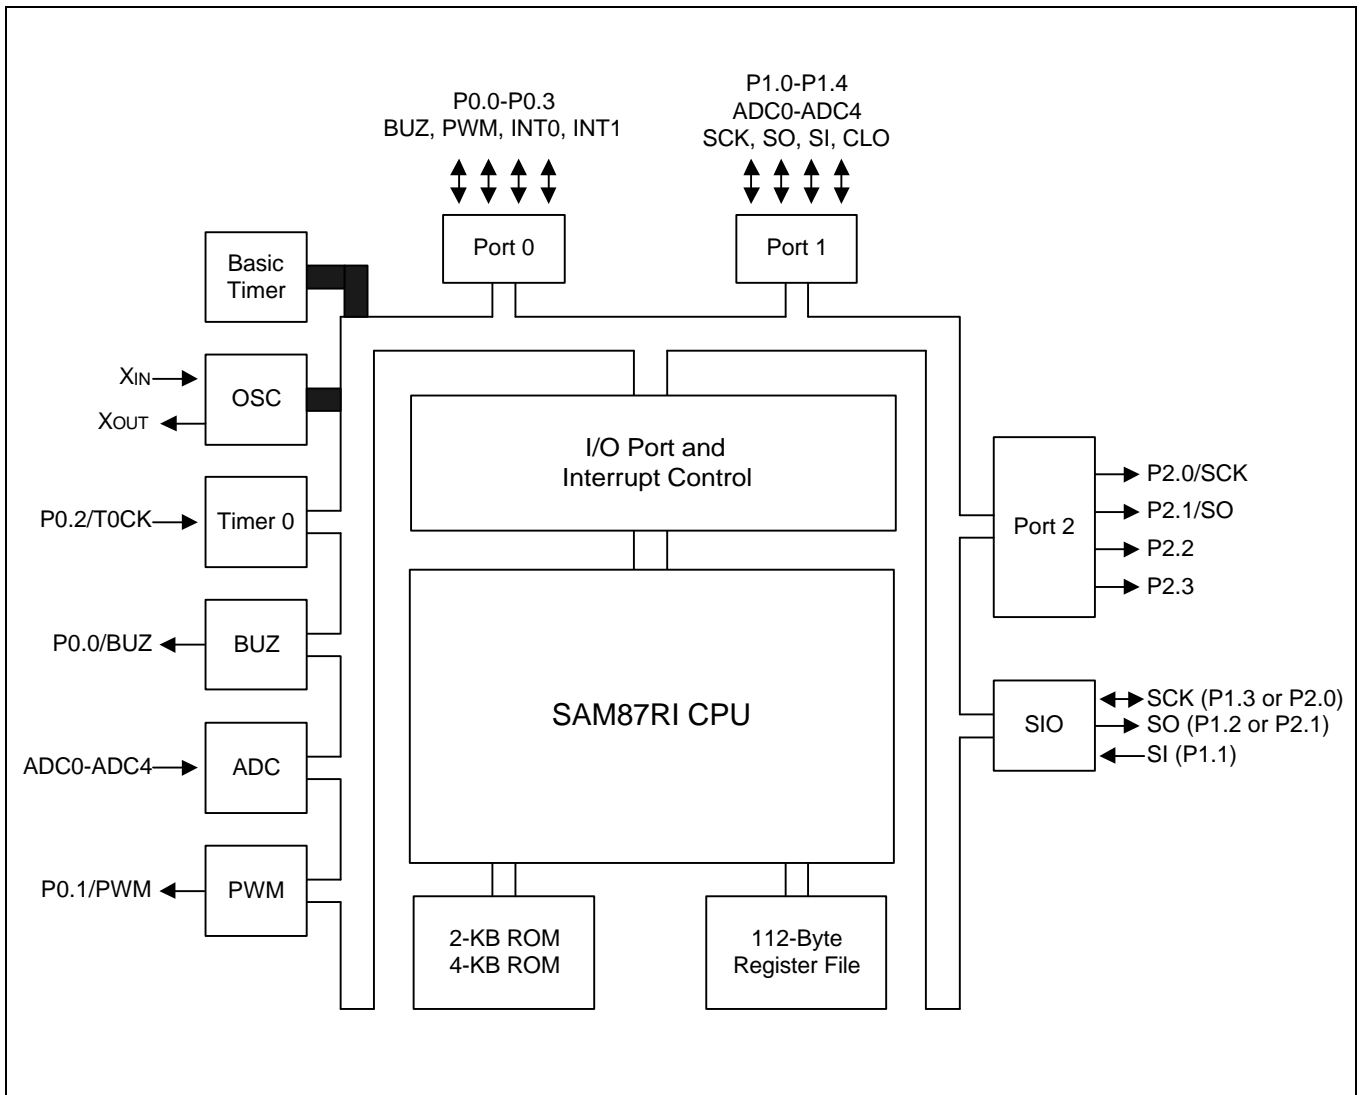 P0.0-P0.3
BUZ, PWM, INT0, INT1
P1.0-P1.4
ADC0-ADC4
SCK, SO, SI, CLO
Port 0
Port 1
Basic
Timer
XIN
XOUT
OSC
I/O Port and
Interrupt Control
P0.2/T0CK
Timer 0
Port 2
P2.0/SCK
P2.1/SO
P2.2
P2.3
P0.0/BUZ
BUZ
SAM87RI CPU
SIO
SCK (P1.3 or P2.0)
SO (P1.2 or P2.1)
SI (P1.1)
ADC0-ADC4
ADC
P0.1/PWM
PWM
2-KB ROM
4-KB ROM
112-Byte
Register File